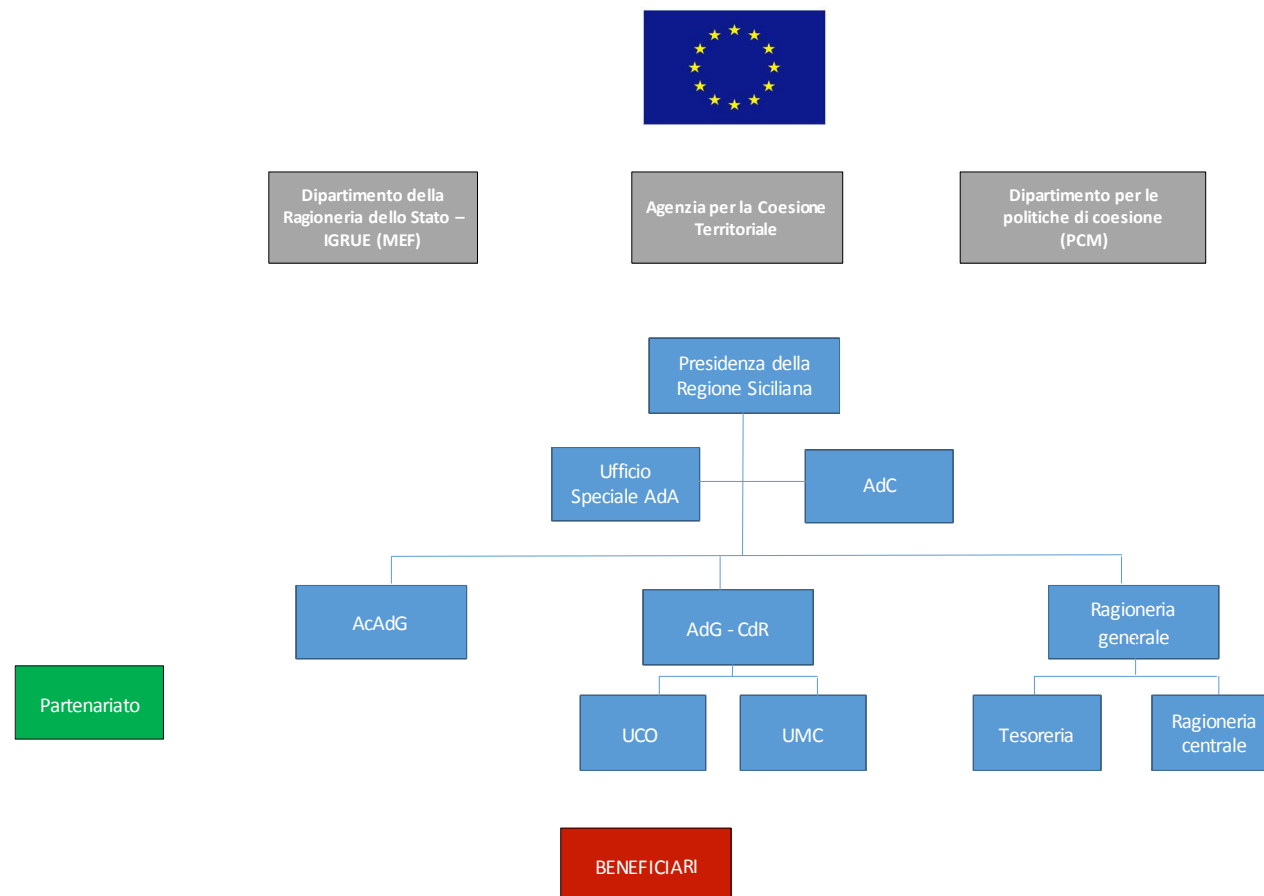 Dipartimento della
Ragioneria dello Stato –
IGRUE (MEF)
Agenzia per la Coesione
Territoriale
Dipartimento per le
politiche di coesione
(PCM)
Presidenza della
Regione Siciliana
Ufficio
Speciale AdA
AdC
AcAdG
AdG - CdR
Ragioneria
generale
Partenariato
UCO
UMC
Tesoreria
Ragioneria
centrale
BENEFICIARI